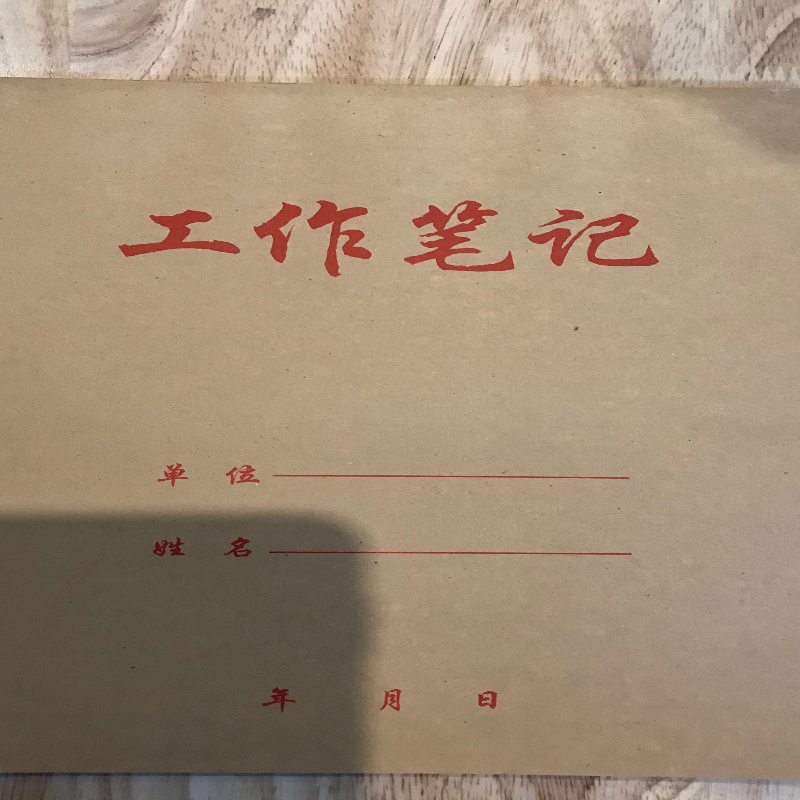 工作笔记
单 位
姓 名
年 月 日